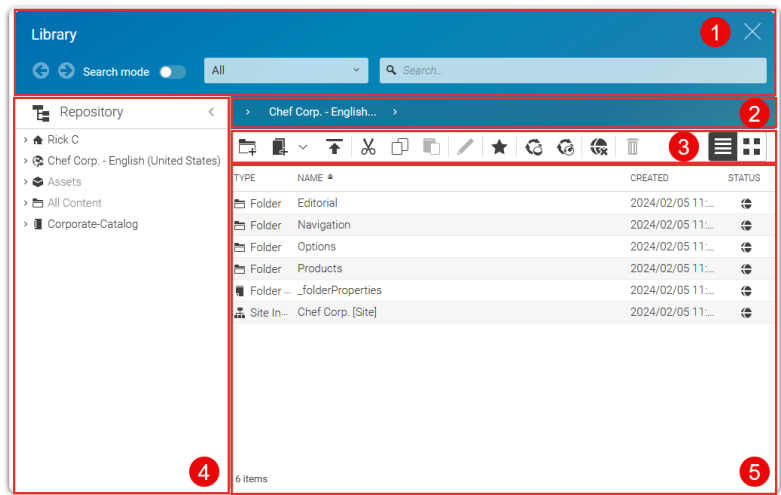 Library
1
Search mode
All
Search...
Repository
Chef Corp. - English...
2
3
Rick C
Chef Corp. - English (United States)
Assets
All Content
Corporate-Catalog
TYPE NAME CREATED STATUS
Folder Editorial 2024/02/05 11:...
Folder Navigation 2024/02/05 11:...
Folder Options 2024/02/05 11:...
Folder Products 2024/02/05 11:...
Folder ... _folderProperties 2024/02/05 11:...
Site In... Chef Corp. [Site] 2024/02/05 11:...
4
6 items
5